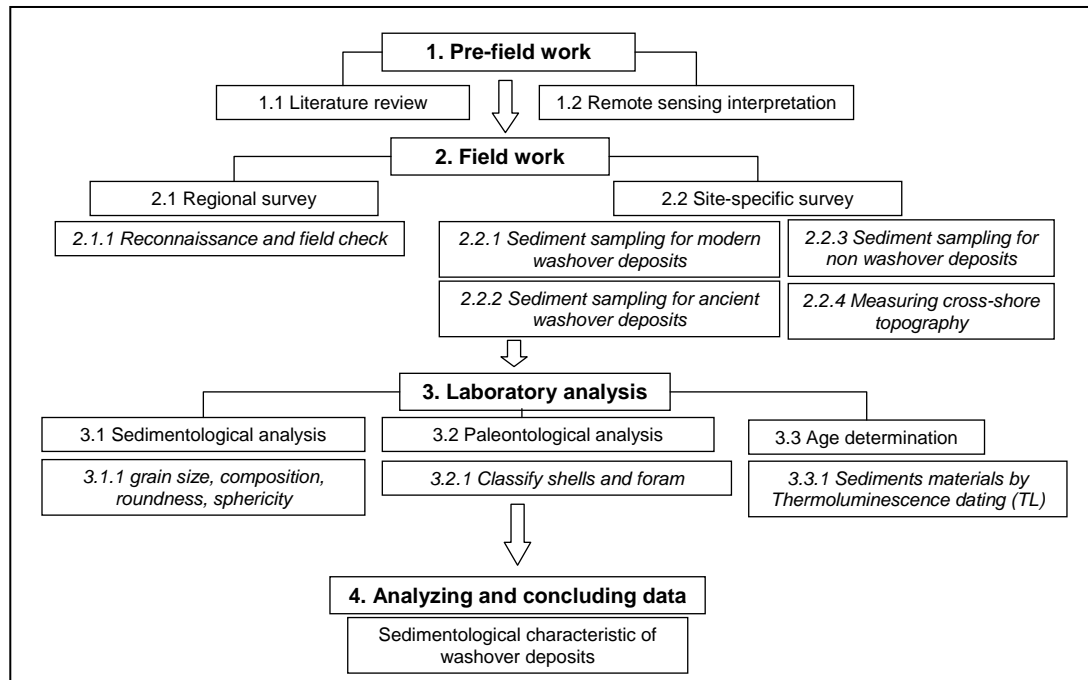 1. Pre-field work
1.1 Literature review
1.2 Remote sensing interpretation
2. Field work
2.1 Regional survey
2.2 Site-specific survey
2.1.1 Reconnaissance and field check
2.2.1 Sediment sampling for modern
washover deposits
2.2.3 Sediment sampling for
non washover deposits
2.2.2 Sediment sampling for ancient
washover deposits
2.2.4 Measuring cross-shore
topography
3. Laboratory analysis
3.1 Sedimentological analysis
3.2 Paleontological analysis
3.3 Age determination
3.1.1 grain size, composition,
roundness, sphericity
3.2.1 Classify shells and foram
3.3.1 Sediments materials by
Thermoluminescence dating (TL)
4. Analyzing and concluding data
Sedimentological characteristic of
washover deposits